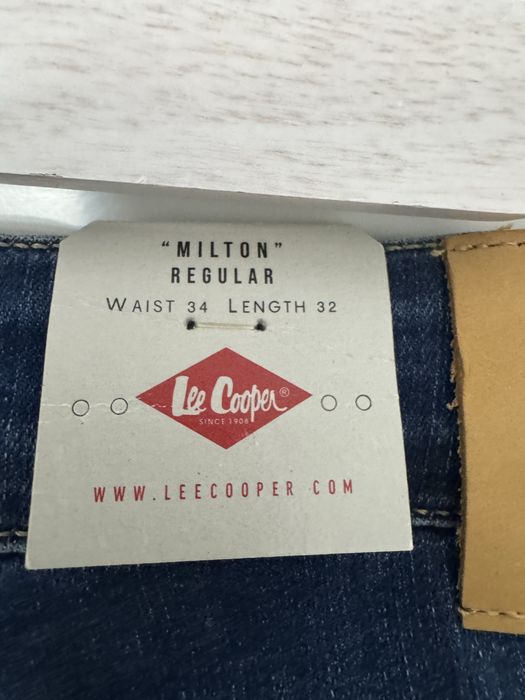 “MILTON”
REGULAR
WAIST 34 LENGTH 32
Lee Cooper®
SINCE 1908
WWW.LEECOOPER.COM